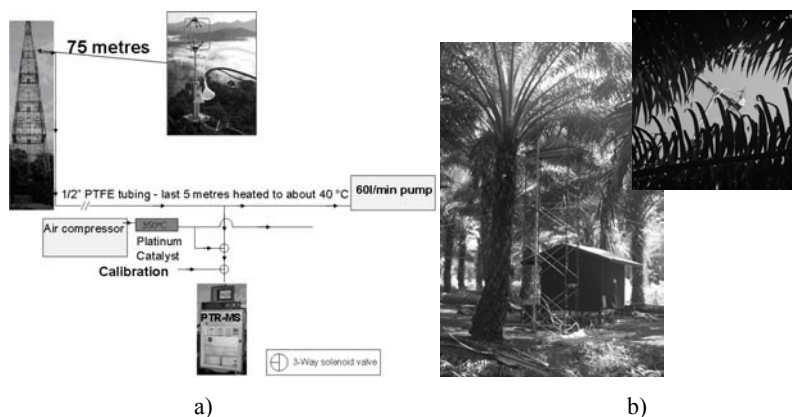 75 metres
1/2" PTFE tubing - last 5 metres heated to about 40 °C
60l/min pump
Air compressor
350°C
Platinum
Catalyst
Calibration
PTR-MS
3-Way solenoid valve
a)
b)